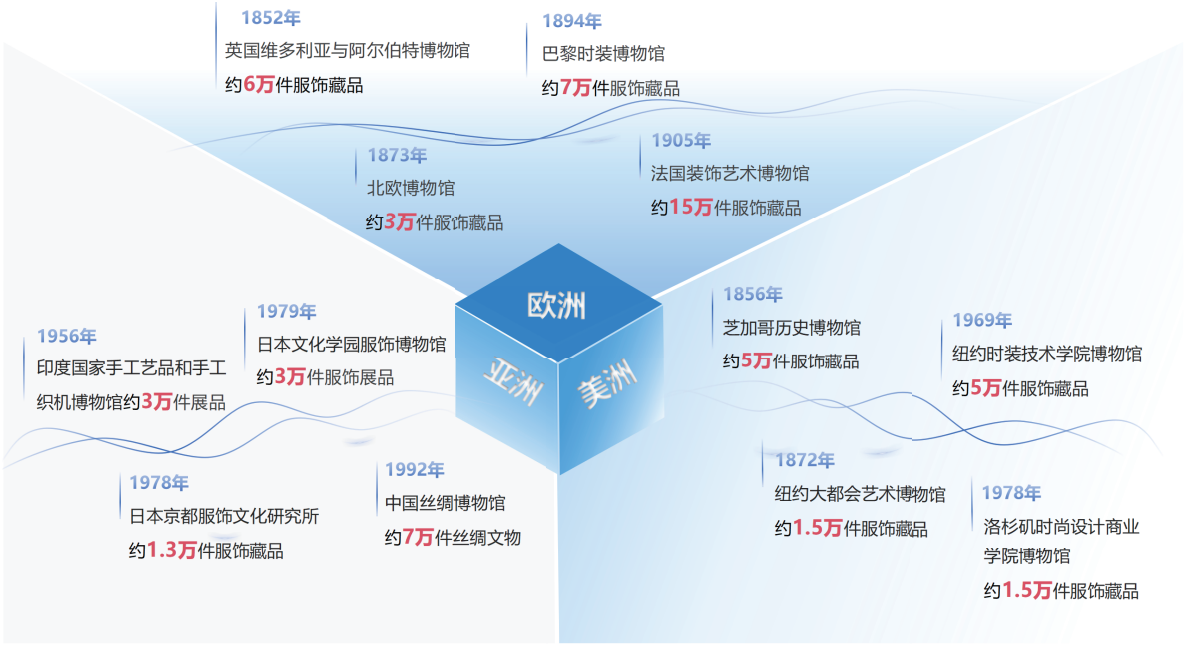 1852年
英国维多利亚与阿尔伯特博物馆
约6万件服饰藏品
1894年
巴黎时装博物馆
约7万件服饰藏品
1873年
北欧博物馆
约3万件服饰藏品
1905年
法国装饰艺术博物馆
约15万件服饰藏品
欧洲
亚洲
美洲
1956年
印度国家手工艺品和手工
织机博物馆约3万件展品
1979年
日本文化学园服饰博物馆
约3万件服饰展品
1978年
日本京都服饰文化研究所
约1.3万件服饰藏品
1992年
中国丝绸博物馆
约7万件丝绸文物
1856年
芝加哥历史博物馆
约5万件服饰藏品
1969年
纽约时装技术学院博物馆
约5万件服饰藏品
1872年
纽约大都会艺术博物馆
约1.5万件服饰藏品
1978年
洛杉矶时尚设计商业
学院博物馆
约1.5万件服饰藏品